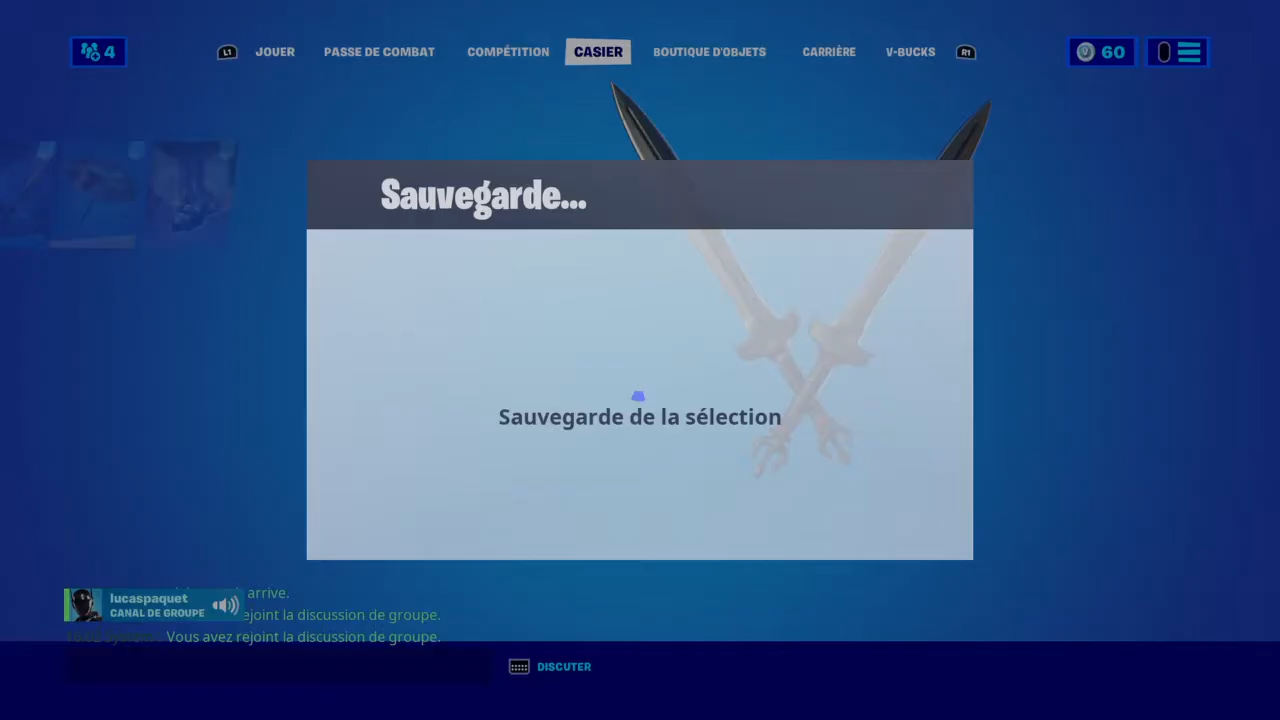 4
L1
JOUER
PASSE DE COMBAT
COMPÉTITION
CASIER
BOUTIQUE D'OBJETS
CARRIÈRE
V-BUCKS
R1
60
Sauvegarde...
Sauvegarde de la sélection
arrive.
lucaspaquet
CANAL DE GROUPE
ejoint la discussion de groupe.
Vous avez rejoint la discussion de groupe.
DISCUTER